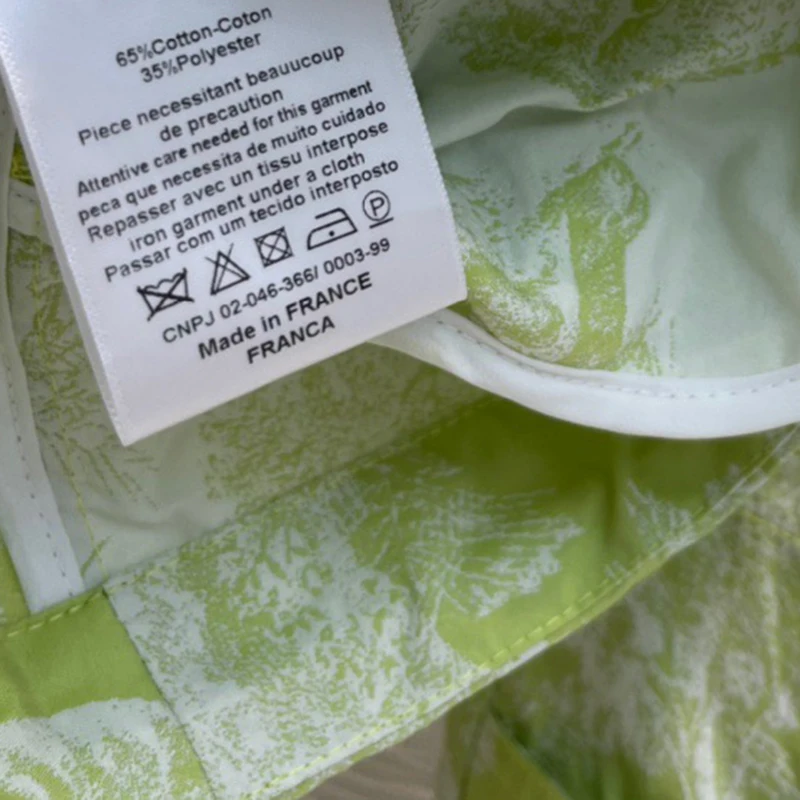 65%Cotton-Coton
35%Polyester
Piece necessitant beauucoup
de precaution
Attentive care needed for this garment
peca que necessita de muito cuidado
Repasser avec un tissu interpose
iron garment under a cloth
Passar com um tecido interposto
P
CNPJ 02-046-366/ 0003-99
Made in FRANCE
FRANCA